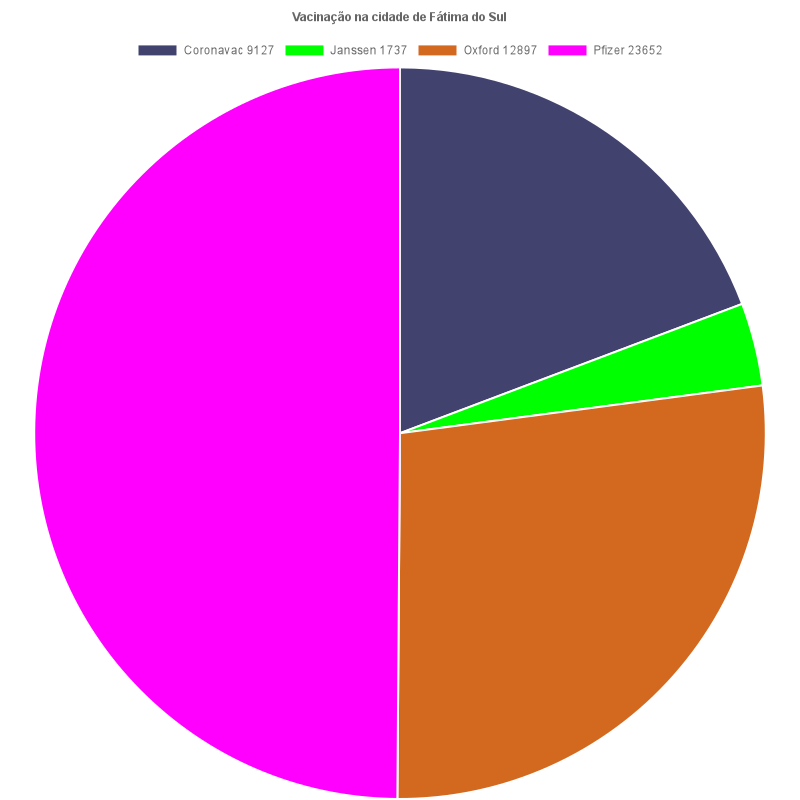 Vacinação na cidade de Fátima do Sul
Coronavac 9127 Janssen 1737 Oxford 12897 Pfizer 23652